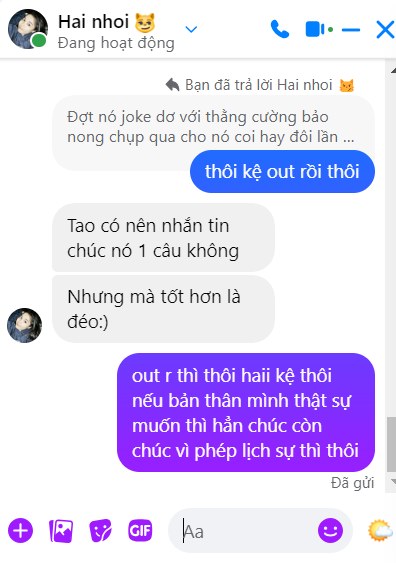 Hai nhoi 😼
Đang hoạt động
Bạn đã trả lời Hai nhoi 😼
Đợt nó joke dơ với thằng cường bảo
nong chụp qua cho nó coi hay đôi lần ...
thôi kệ out rồi thôi
Tao có nên nhắn tin
chúc nó 1 câu không
Nhưng mà tốt hơn là
đéo:)
out r thì thôi haii kệ thôi
nếu bản thân mình thật sự
muốn thì hẳn chúc còn
chúc vì phép lịch sự thì thôi
Đã gửi
GIF
Aa